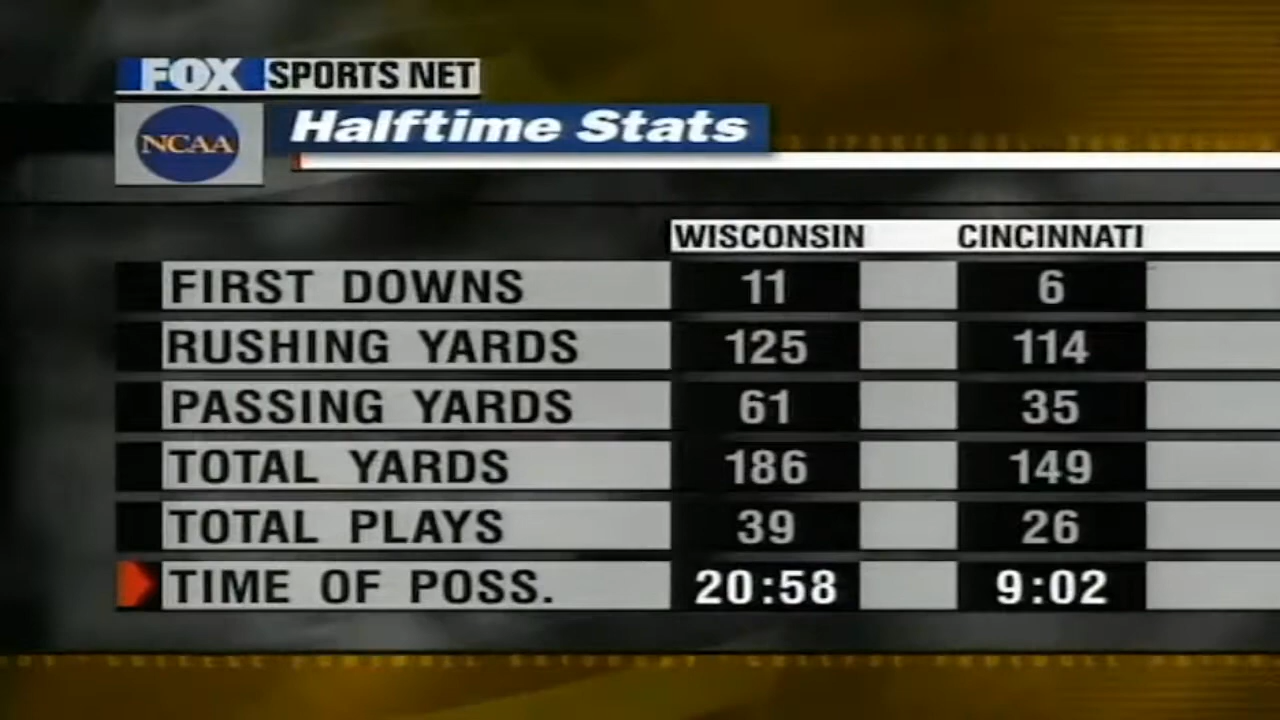 FOX SPORTS NET
NCAA Halftime Stats
WISCONSIN CINCINNATI
FIRST DOWNS 11 6
RUSHING YARDS 125 114
PASSING YARDS 61 35
TOTAL YARDS 186 149
TOTAL PLAYS 39 26
TIME OF POSS. 20:58 9:02